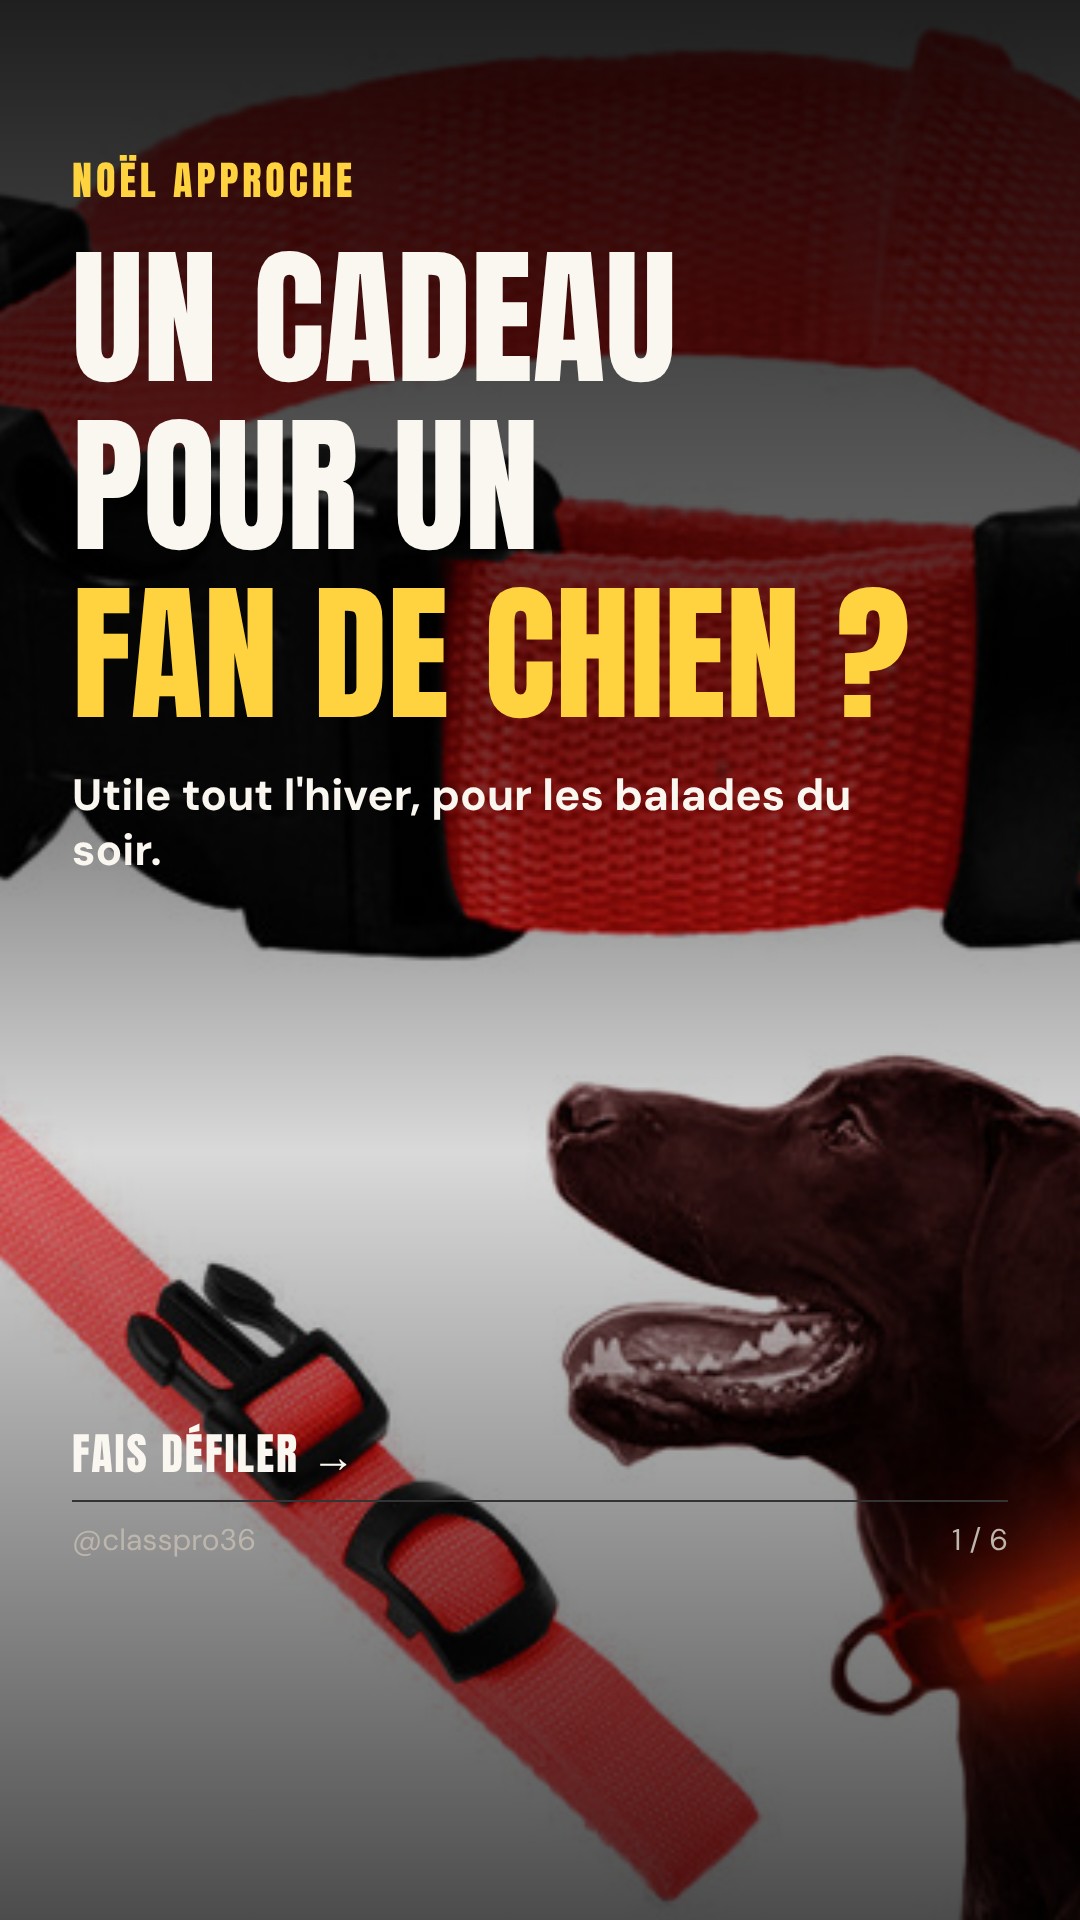 NOËL APPROCHE
UN CADEAU
POUR UN
FAN DE CHIEN ?
Utile tout l'hiver, pour les balades du
soir.
FAIS DÉFILER →
@classpro36
1 / 6